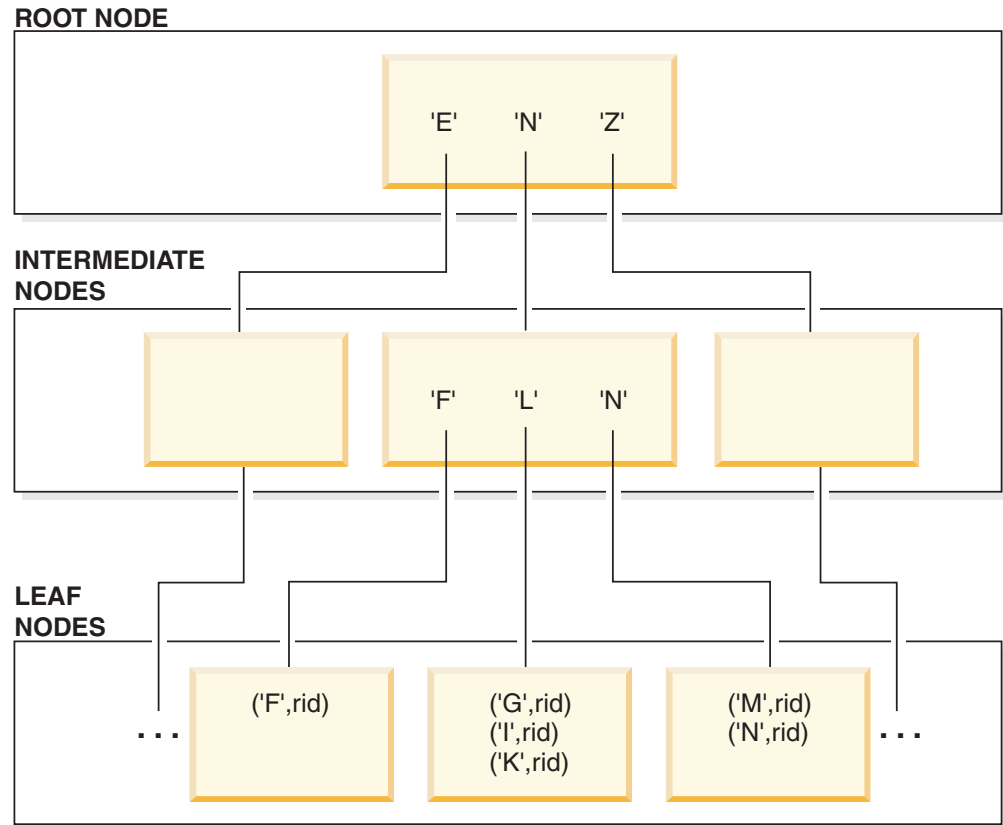 ROOT NODE
'E' 'N' 'Z'
INTERMEDIATE
NODES
'F' 'L' 'N'
LEAF
NODES
('F',rid)
('G',rid)
('I',rid)
('K',rid)
('M',rid)
('N',rid)
. . .
. . .